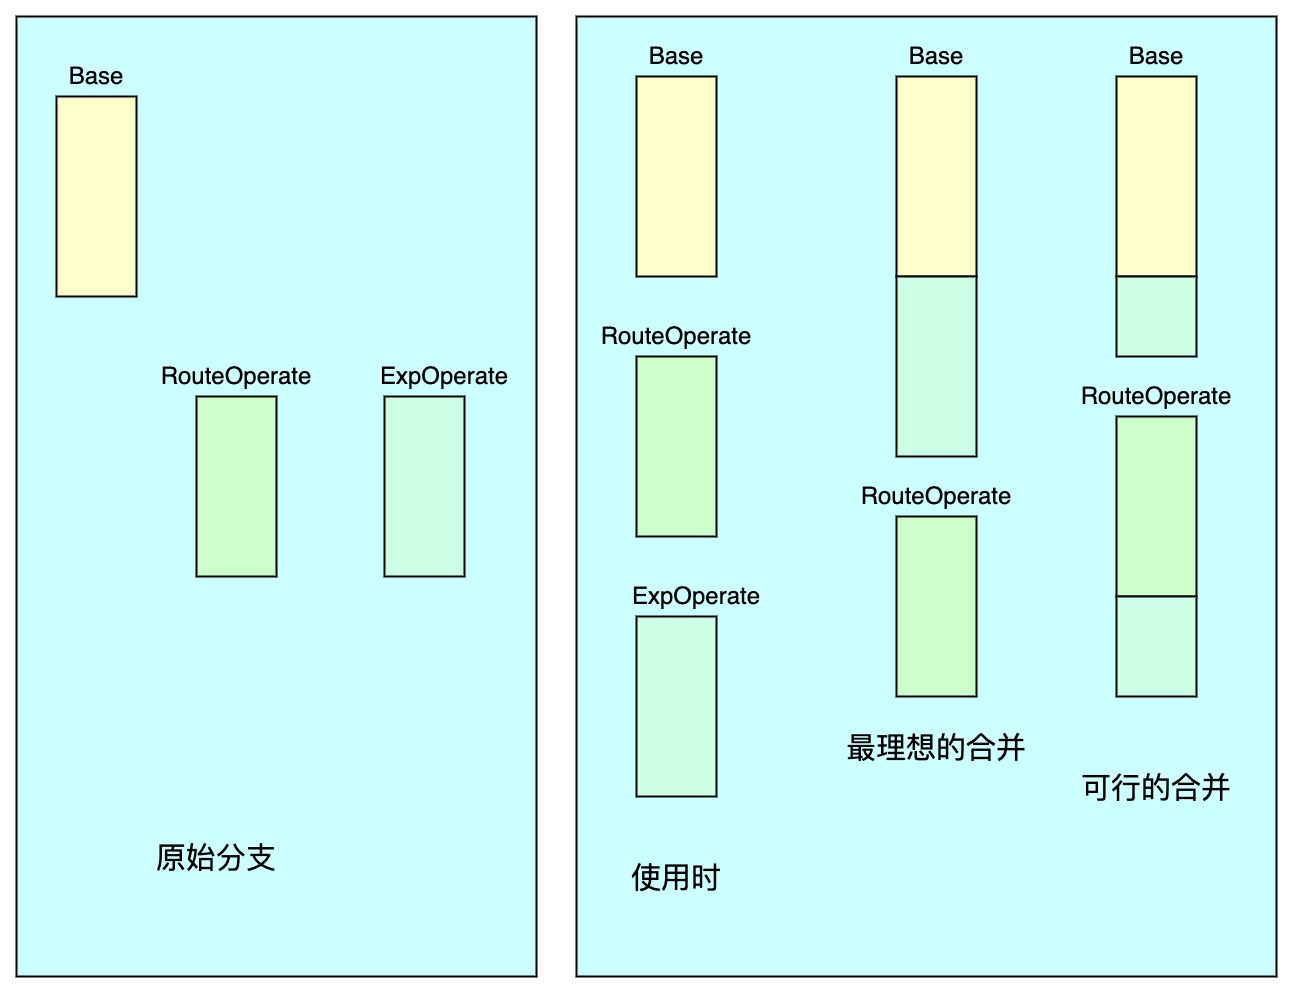 Base
RouteOperate
ExpOperate
原始分支
Base
RouteOperate
ExpOperate
使用时
Base
RouteOperate
最理想的合并
Base
RouteOperate
可行的合并